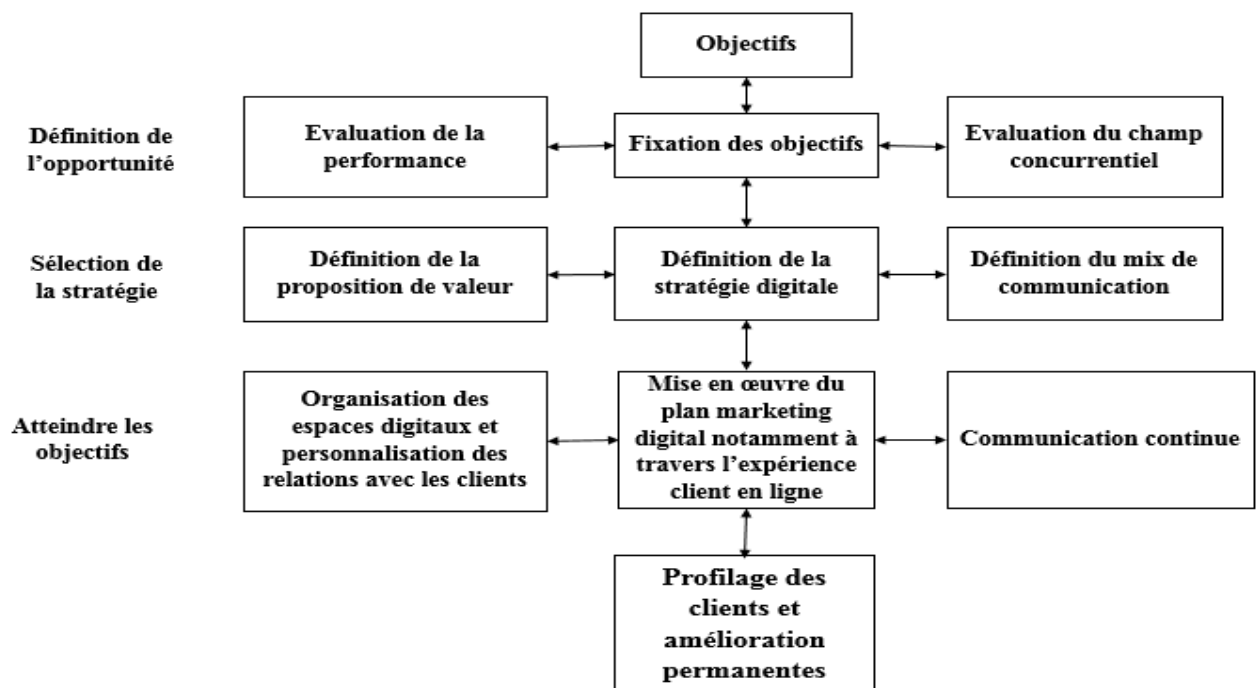 Objectifs
Définition de
l’opportunité
Evaluation de la
performance
Fixation des objectifs
Evaluation du champ
concurrentiel
Sélection de
la stratégie
Définition de la
proposition de valeur
Définition de la
stratégie digitale
Définition du mix de
communication
Atteindre les
objectifs
Organisation des
espaces digitaux et
personnalisation des
relations avec les clients
Mise en œuvre du
plan marketing
digital notamment à
travers l’expérience
client en ligne
Communication continue
Profilage des
clients et
amélioration
permanentes